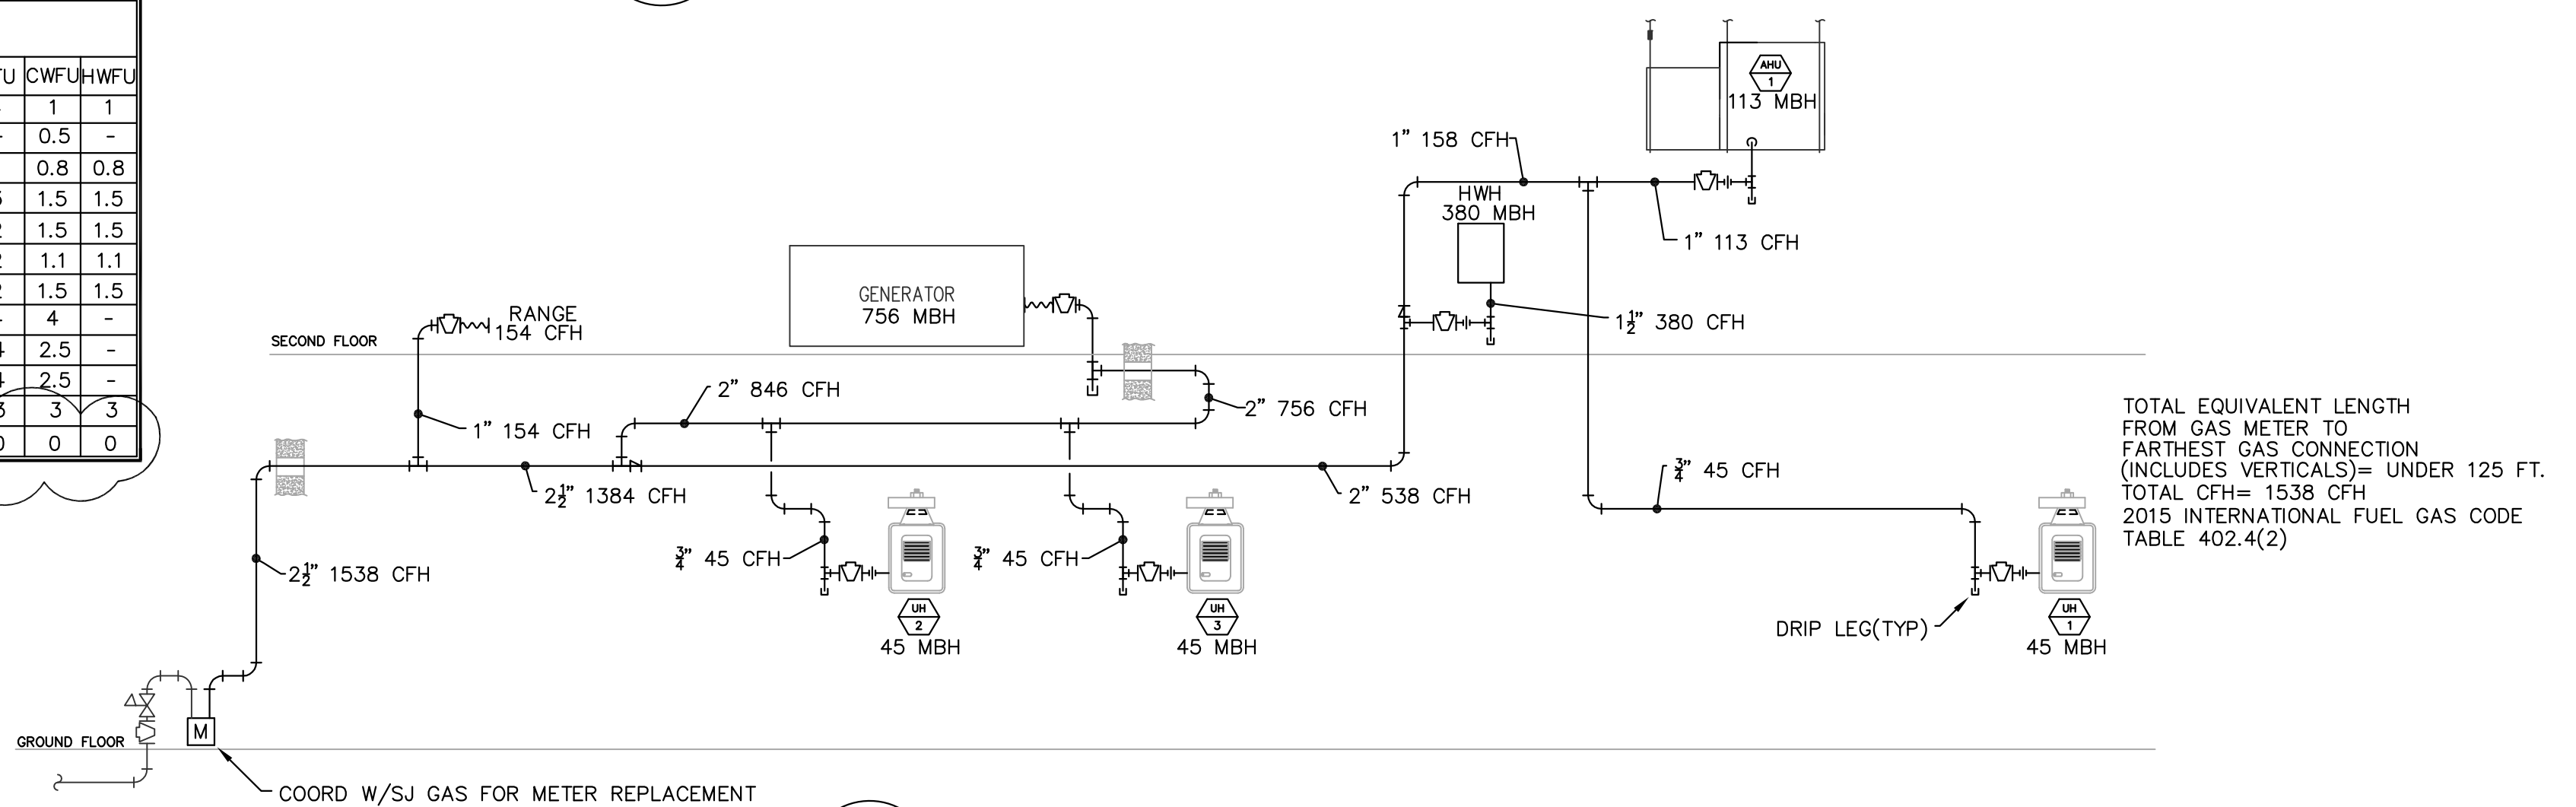 CWFU HWFU
1 1
0.5 -
0.8 0.8
1.5 1.5
1.5 1.5
1.1 1.1
1.5 1.5
4 -
2.5 -
2.5 -
3 3
0 0
AHU
1
113 MBH
1" 158 CFH
HWH
380 MBH
1" 113 CFH
GENERATOR
756 MBH
RANGE
154 CFH
1½" 380 CFH
SECOND FLOOR
2" 846 CFH
2" 756 CFH
1" 154 CFH
2½" 1384 CFH
2" 538 CFH
¾" 45 CFH
TOTAL EQUIVALENT LENGTH
FROM GAS METER TO
FARTHEST GAS CONNECTION
(INCLUDES VERTICALS)= UNDER 125 FT.
TOTAL CFH= 1538 CFH
2015 INTERNATIONAL FUEL GAS CODE
TABLE 402.4(2)
2½" 1538 CFH
¾" 45 CFH
¾" 45 CFH
UH
2
45 MBH
UH
3
45 MBH
DRIP LEG(TYP)
UH
1
45 MBH
M
GROUND FLOOR
COORD W/SJ GAS FOR METER REPLACEMENT